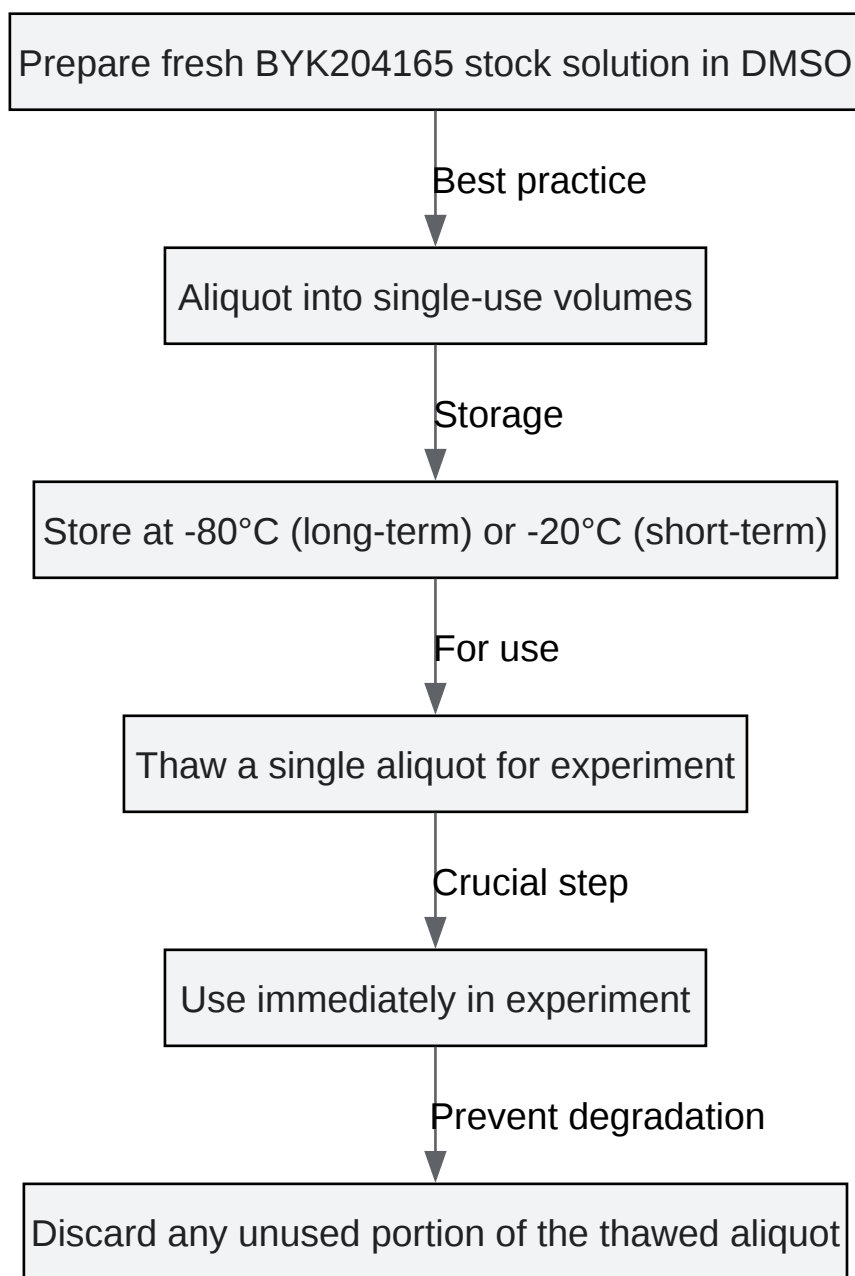 Prepare fresh BYK204165 stock solution in DMSO
Best practice
Aliquot into single-use volumes
Storage
Store at -80°C (long-term) or -20°C (short-term)
For use
Thaw a single aliquot for experiment
Crucial step
Use immediately in experiment
Prevent degradation
Discard any unused portion of the thawed aliquot